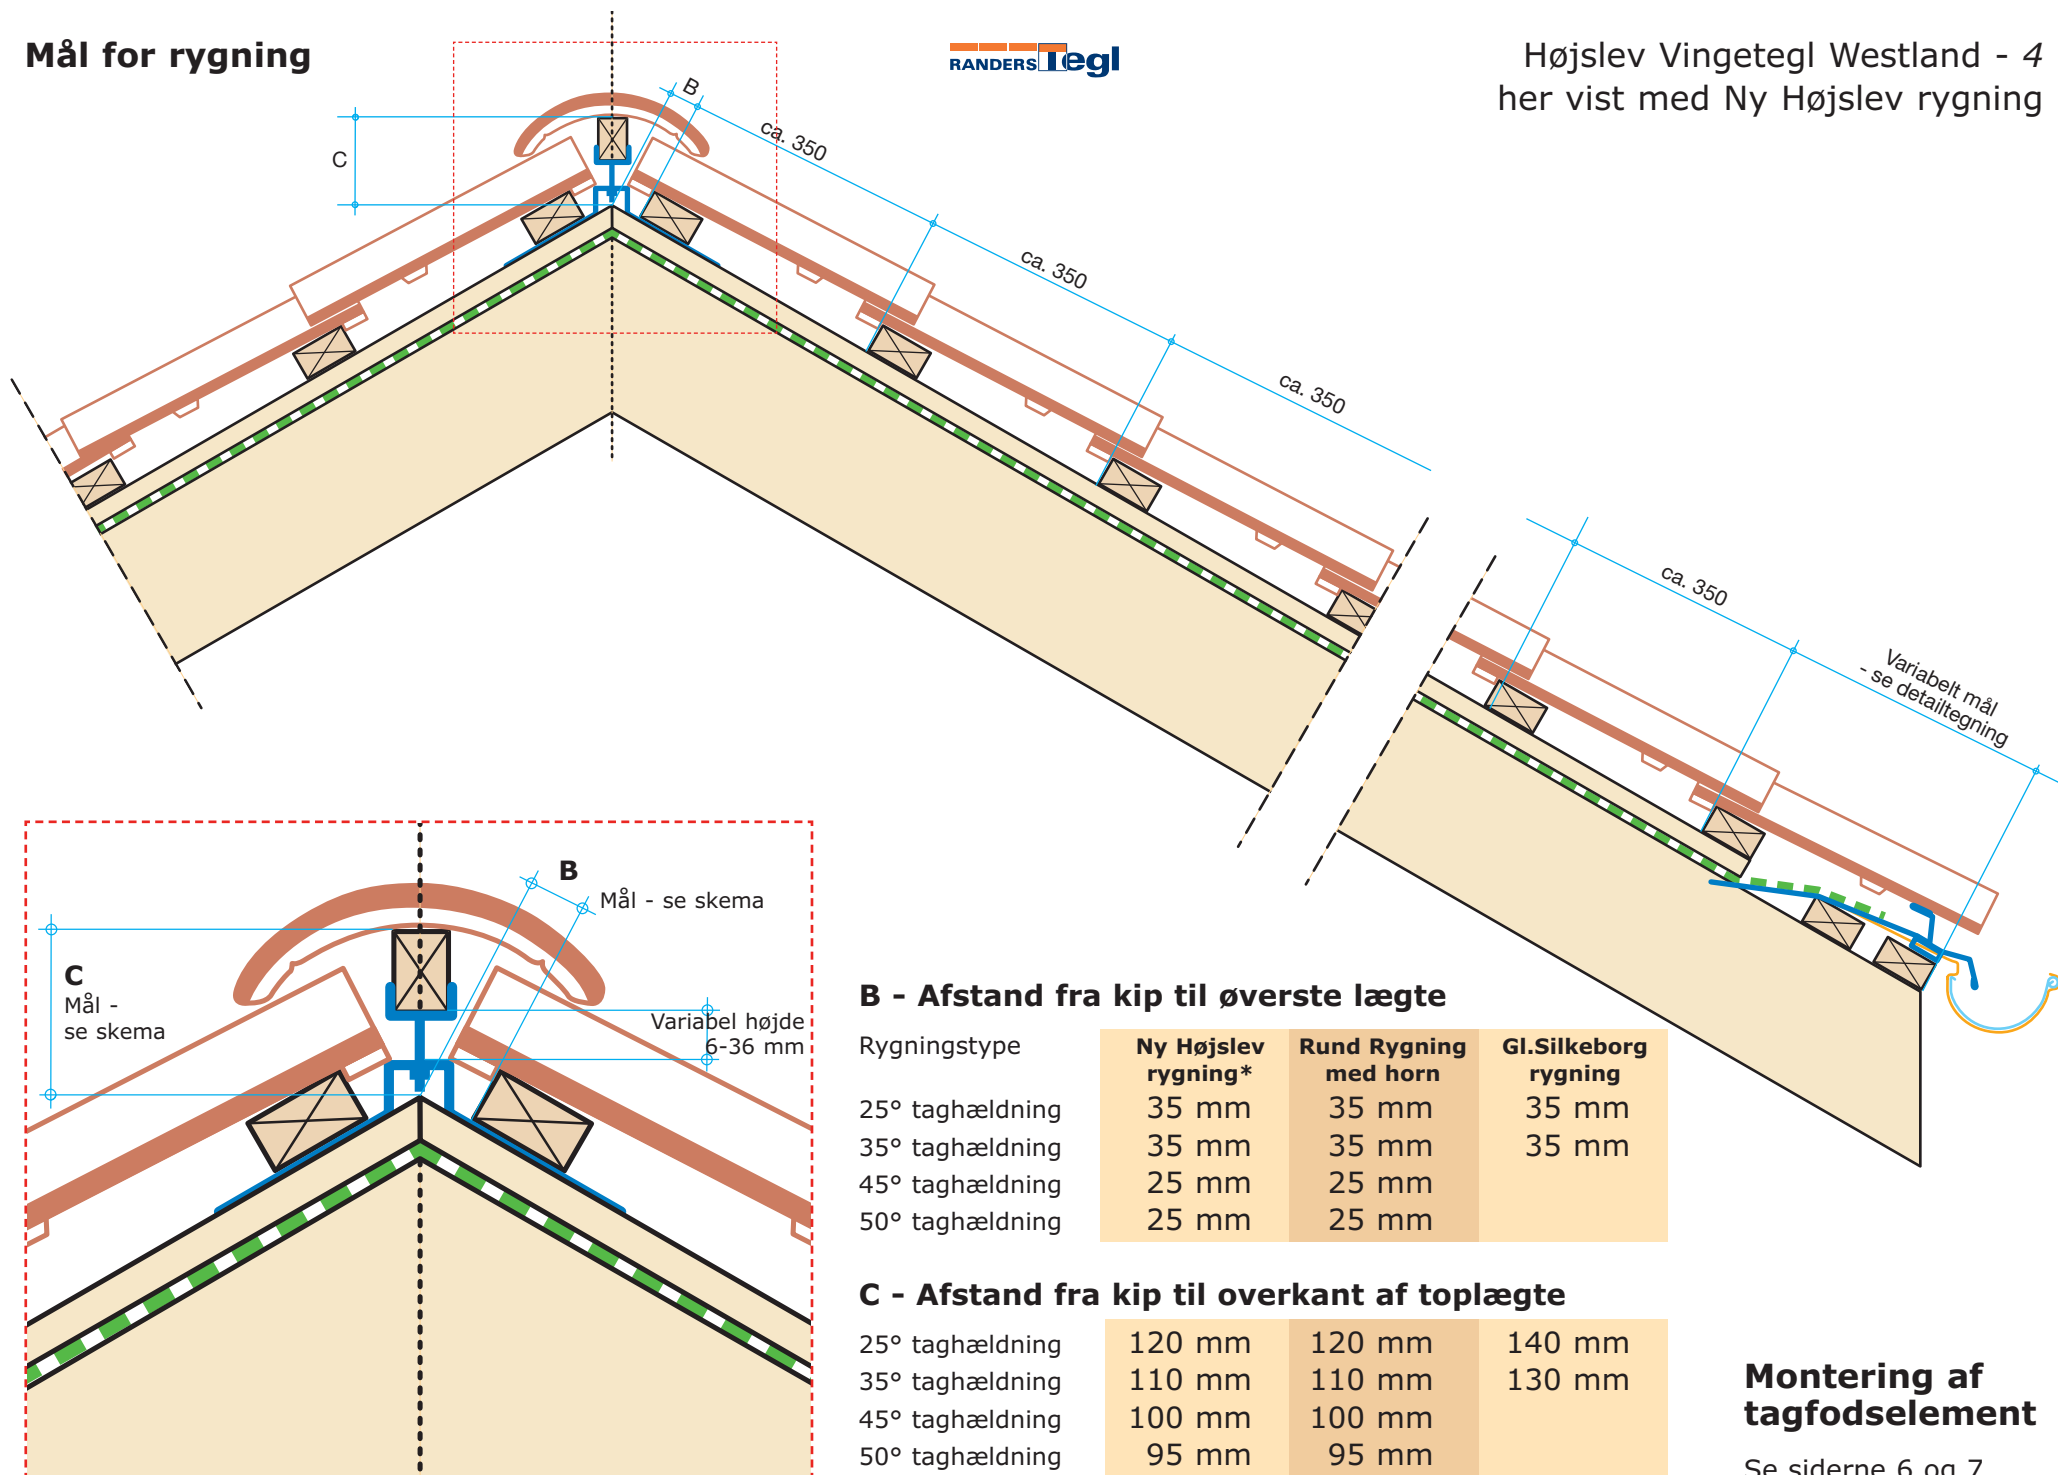 Mål for rygning
RANDERS Tegl
Højslev Vingetegl Westland - 4
her vist med Ny Højslev rygning
B
C
ca. 350
ca. 350
ca. 350
ca. 350
Variabelt mål
- se detailtegning
B
Mål - se skema
C
Mål -
se skema
Variabel højde
6-36 mm
B - Afstand fra kip til øverste lægte
Rygningstype
Ny Højslev rygning*
Rund Rygning med horn
Gl.Silkeborg rygning
25° taghældning 35 mm 35 mm 35 mm
35° taghældning 35 mm 35 mm 35 mm
45° taghældning 25 mm 25 mm
50° taghældning 25 mm 25 mm
C - Afstand fra kip til overkant af toplægte
25° taghældning 120 mm 120 mm 140 mm
35° taghældning 110 mm 110 mm 130 mm
45° taghældning 100 mm 100 mm
50° taghældning 95 mm 95 mm
Montering af
tagfodselement
Se siderne 6 og 7